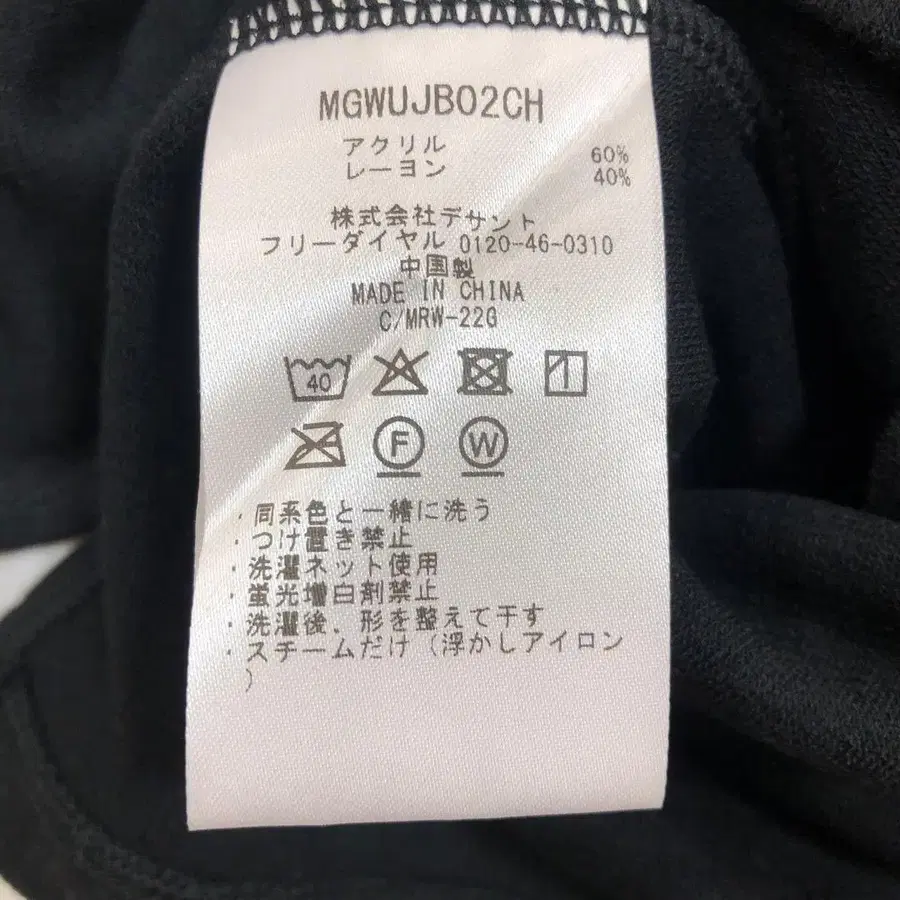 MGWUJB02CH
アクリル 60%
レーヨン 40%
株式会社デサント
フリーダイヤル 0120-46-0310
中国製
MADE IN CHINA
C/MRW-22G
40
F W
・同系色と一緒に洗う
・つけ置き禁止
・洗濯ネット使用
・蛍光増白剤禁止
・洗濯後、形を整えて干す
・スチームだけ（浮かしアイロン
）